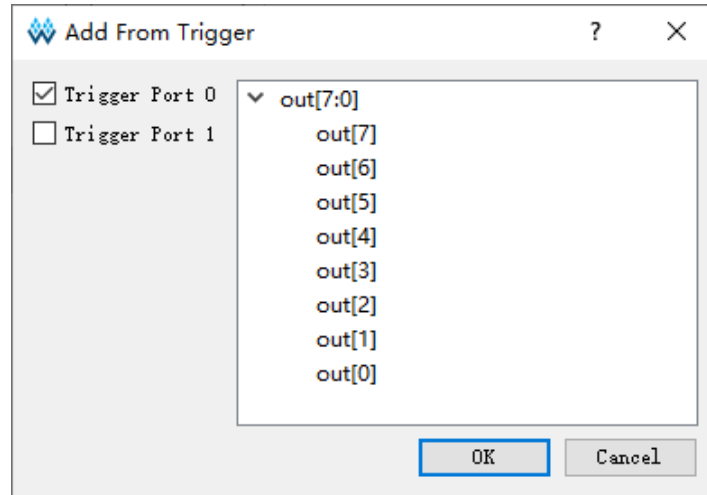 Add From Trigger
?
Trigger Port 0
Trigger Port 1
out[7:0]
out[7]
out[6]
out[5]
out[4]
out[3]
out[2]
out[1]
out[0]
OK
Cancel